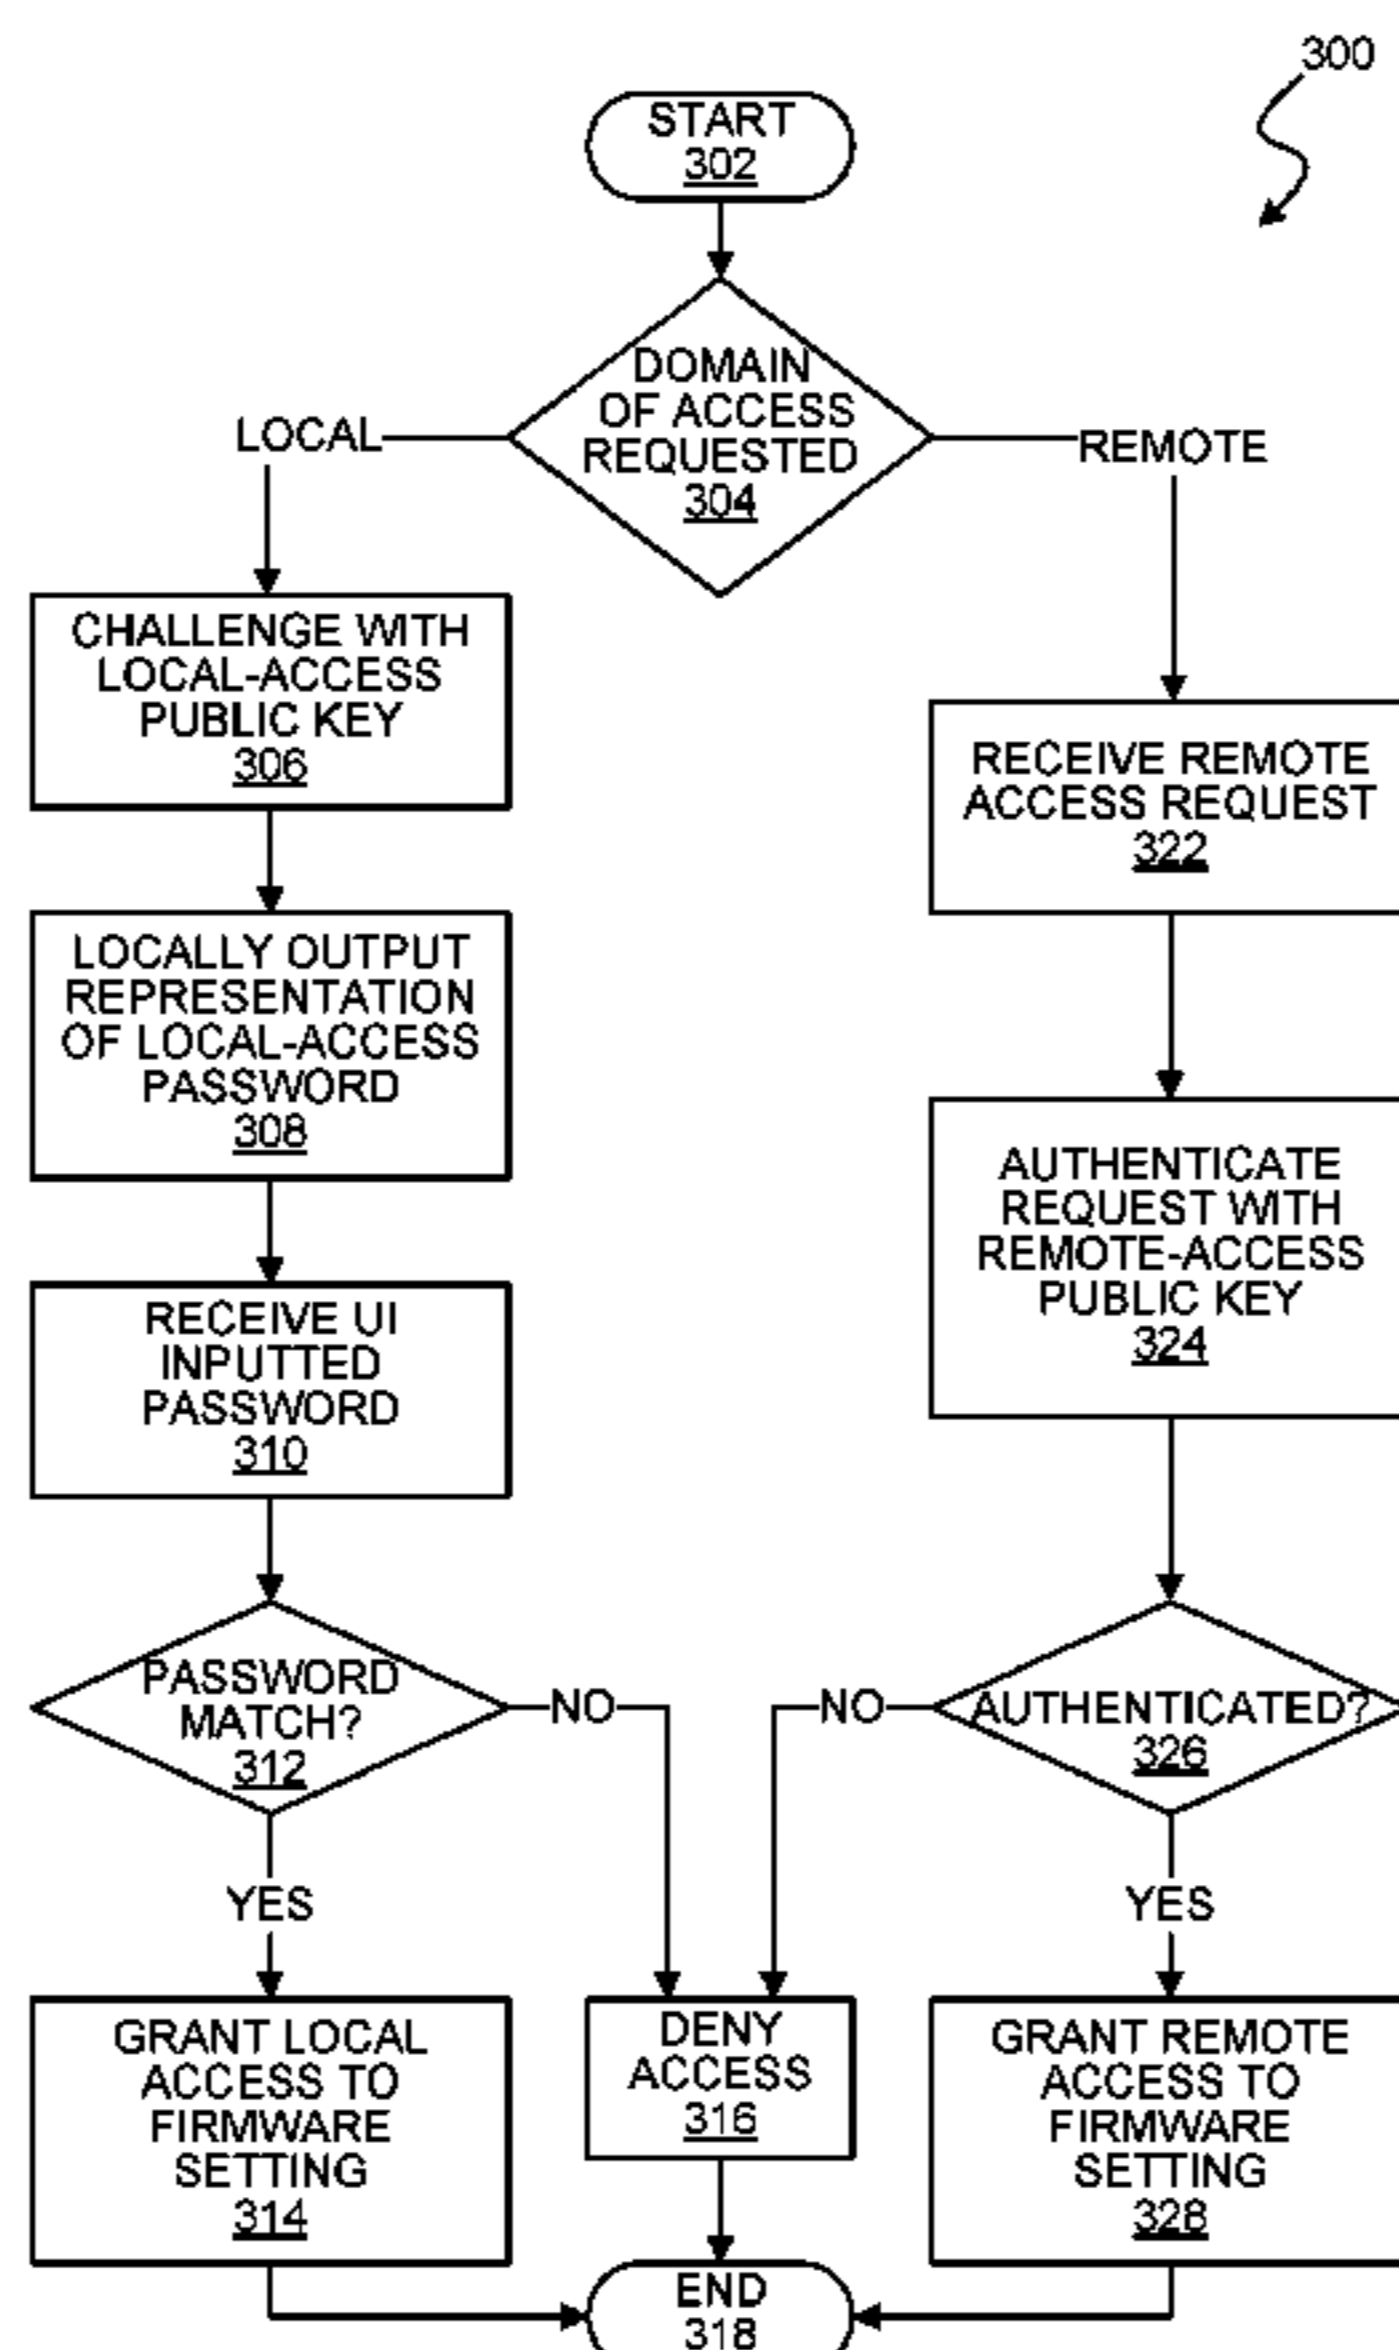 300
START
302
DOMAIN
OF ACCESS
REQUESTED
304
LOCAL
REMOTE
CHALLENGE WITH
LOCAL-ACCESS
PUBLIC KEY
306
LOCALLY OUTPUT
REPRESENTATION
OF LOCAL-ACCESS
PASSWORD
308
RECEIVE UI
INPUTTED
PASSWORD
310
PASSWORD
MATCH?
312
NO
YES
GRANT LOCAL
ACCESS TO
FIRMWARE
SETTING
314
RECEIVE REMOTE
ACCESS REQUEST
322
AUTHENTICATE
REQUEST WITH
REMOTE-ACCESS
PUBLIC KEY
324
AUTHENTICATED?
326
NO
YES
GRANT REMOTE
ACCESS TO
FIRMWARE
SETTING
328
DENY
ACCESS
316
END
318